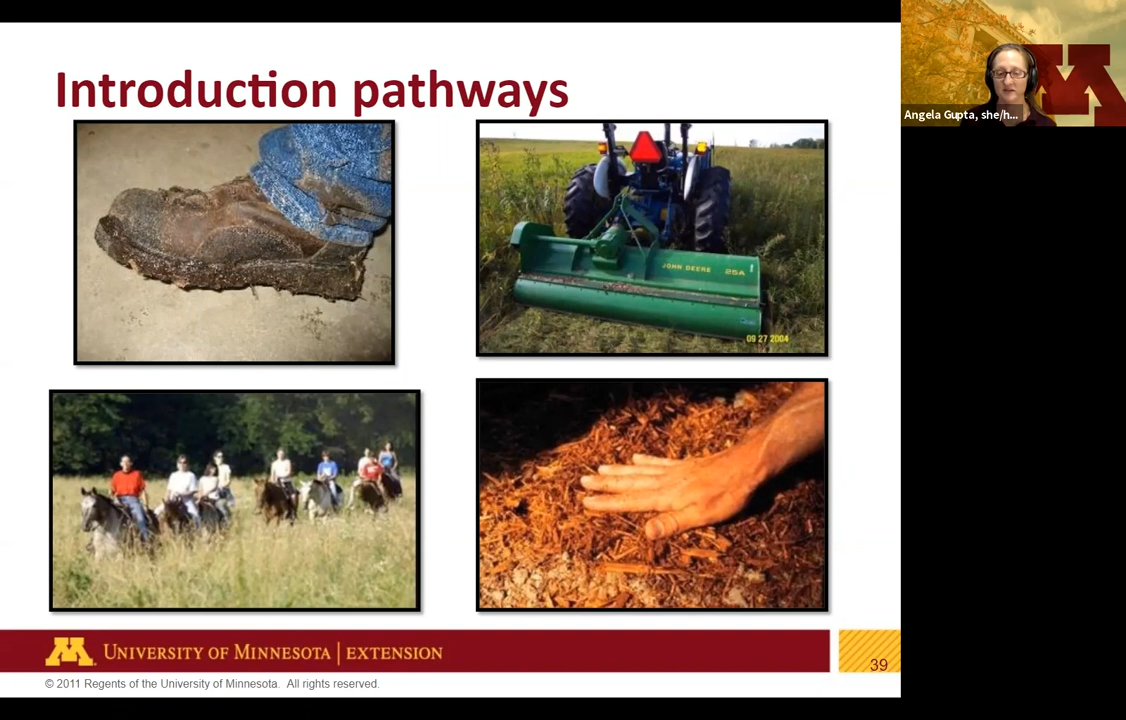 Introduction pathways
Angela Gupta, she/h...
JOHN DEERE 25A
09 27 2004
UNIVERSITY OF MINNESOTA | EXTENSION
39
© 2011 Regents of the University of Minnesota. All rights reserved.